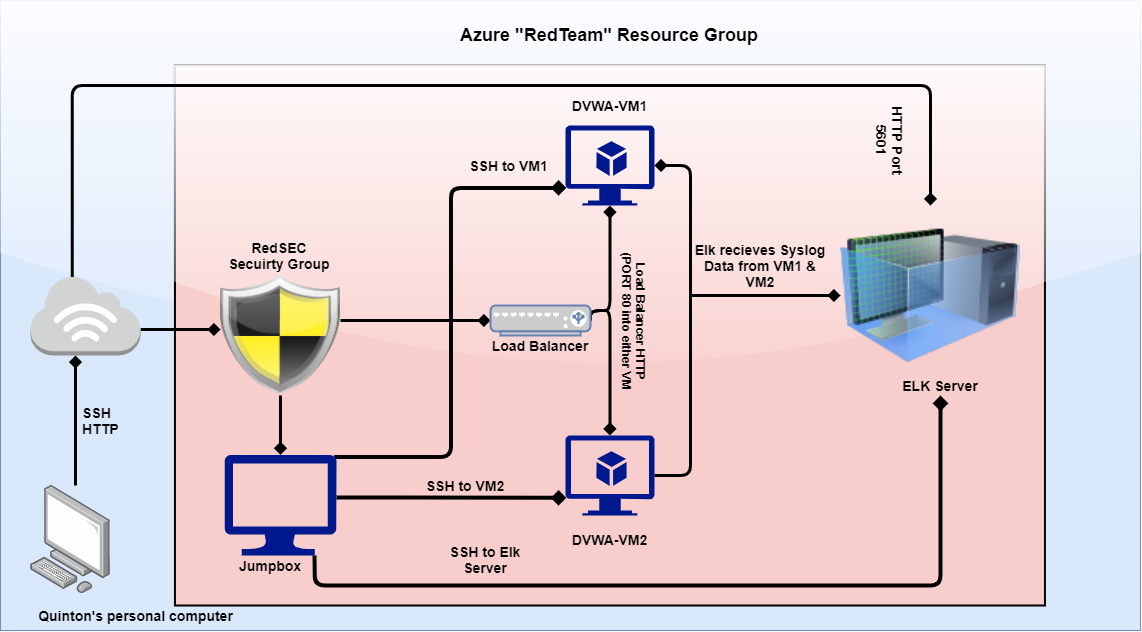 Azure "RedTeam" Resource Group
DVWA-VM1
HTTP Port
5601
SSH to VM1
RedSEC
Secuirty Group
Elk recieves Syslog
Data from VM1 &
VM2
Load Balancer HTTP
(PORT 80 into either VM
Load Balancer
ELK Server
SSH
HTTP
SSH to VM2
DVWA-VM2
SSH to Elk
Server
Jumpbox
Quinton's personal computer